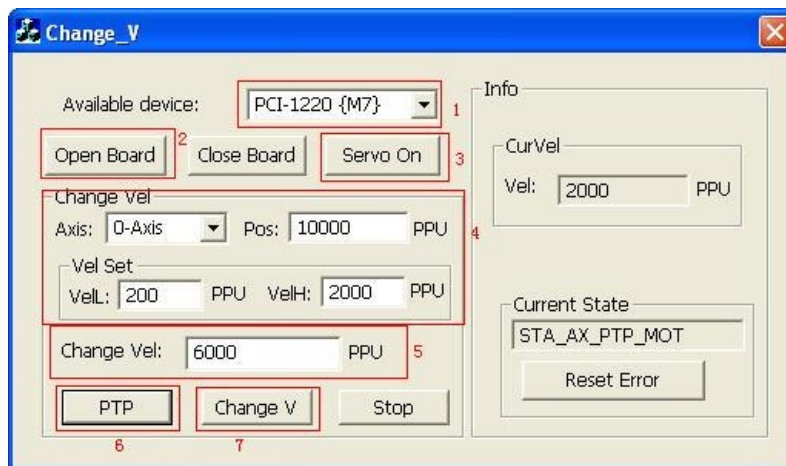 Change_V
Available device: PCI-1220 {M7} 1
Info
Open Board 2 Close Board Servo On 3
CurVel
Vel: 2000 PPU
Change Vel
Axis: 0-Axis Pos: 10000 PPU 4
Vel Set
VelL: 200 PPU VelH: 2000 PPU
Current State
STA_AX_PTP_MOT
Change Vel: 6000 PPU 5
Reset Error
PTP Change V Stop
6 7